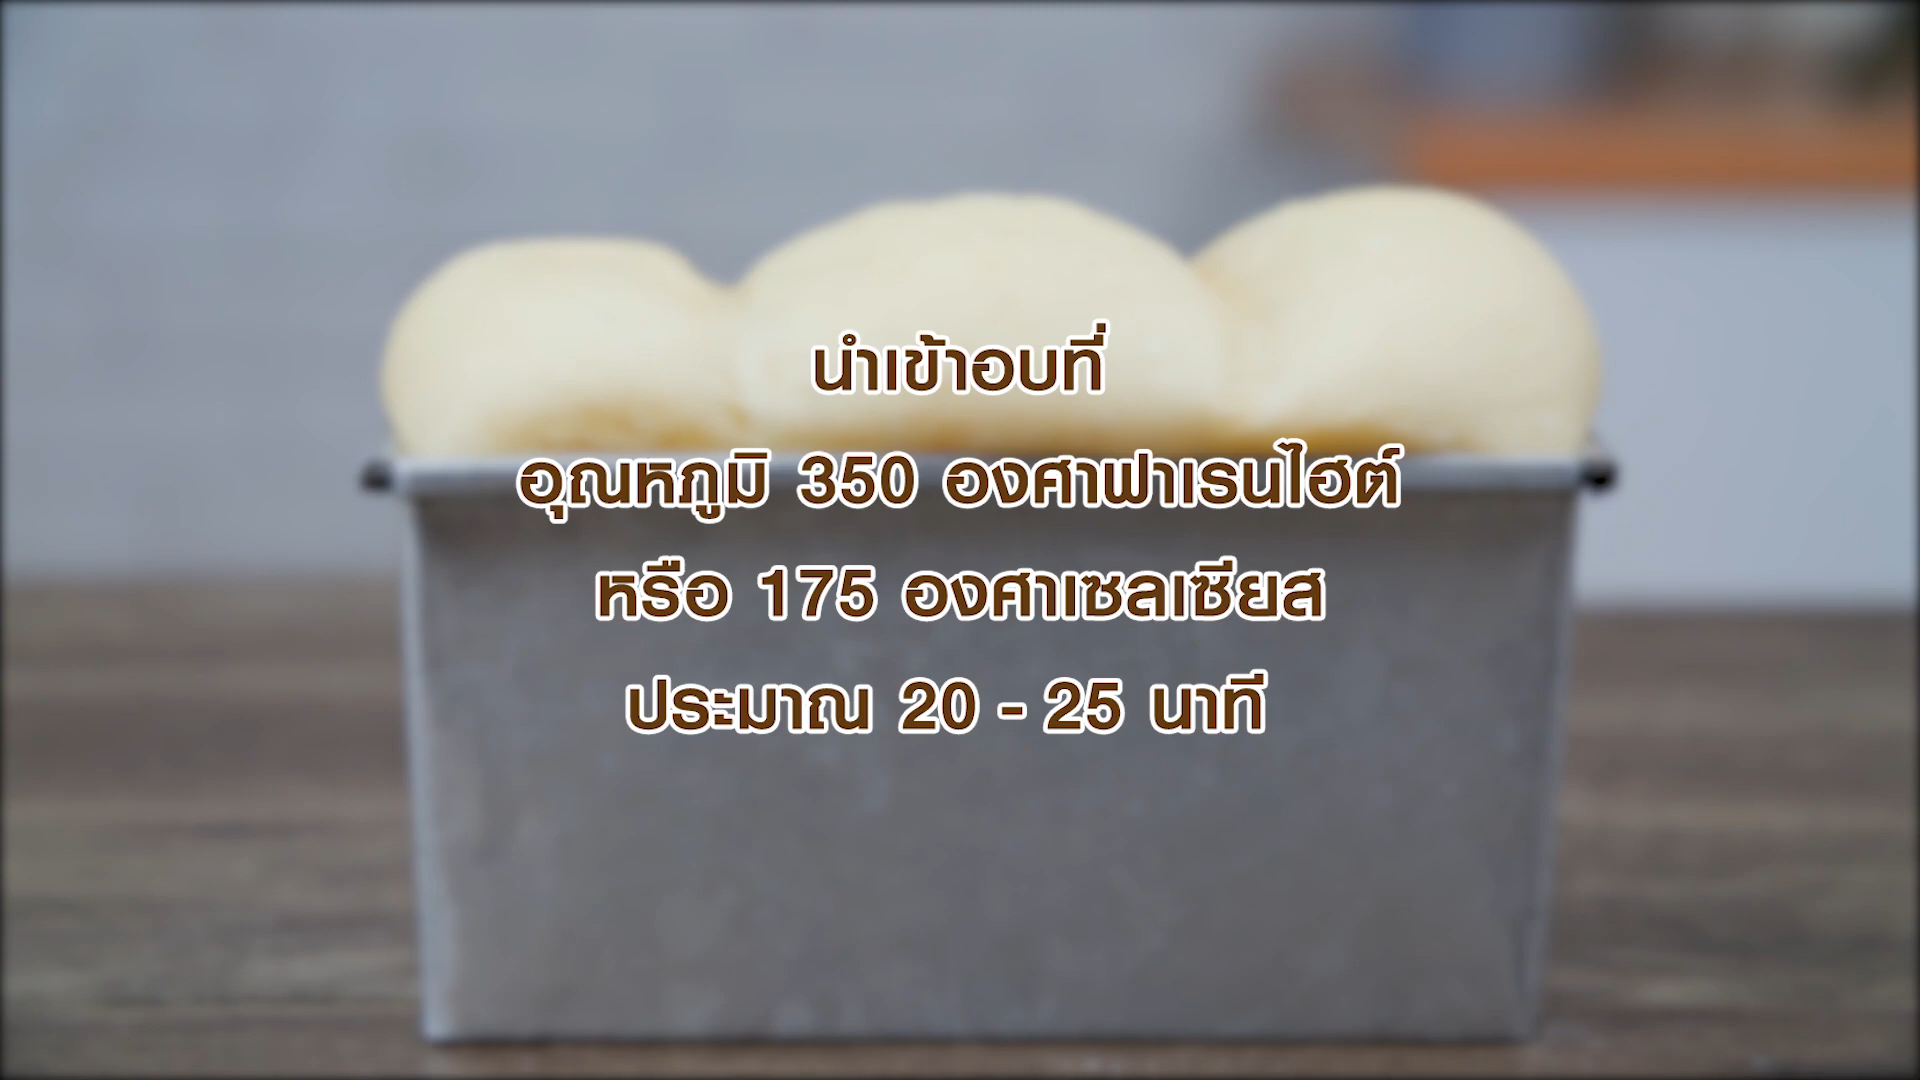 นำเข้าอบที่
อุณหภูมิ 350 องศาฟาเรนไฮต์
หรือ 175 องศาเซลเซียส
ประมาณ 20 - 25 นาที